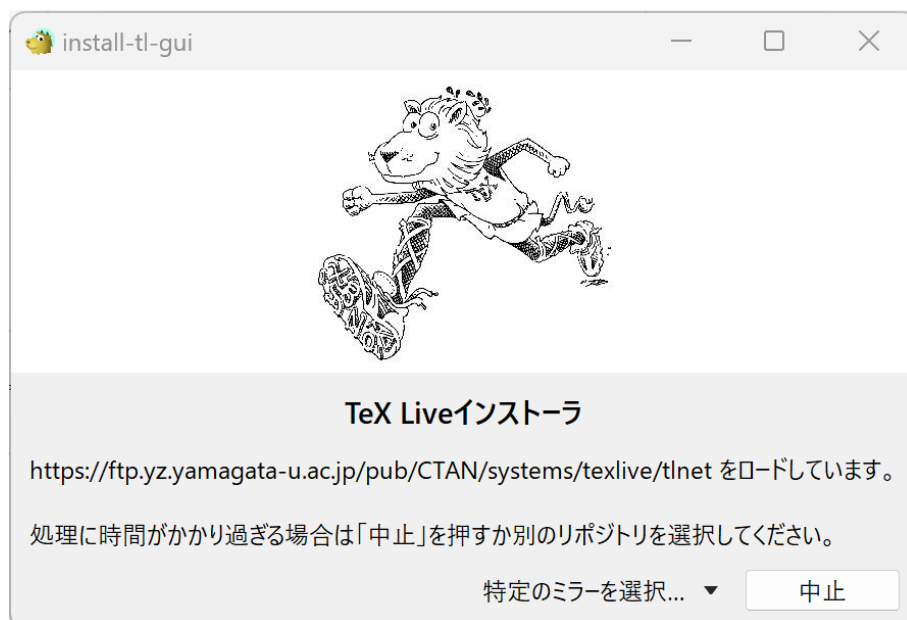 install-tl-gui
TeX Liveインストーラ
https://ftp.yz.yamagata-u.ac.jp/pub/CTAN/systems/texlive/tlnet をロードしています。
処理に時間がかかり過ぎる場合は「中止」を押すか別のリポジトリを選択してください。
特定のミラーを選択... 中止